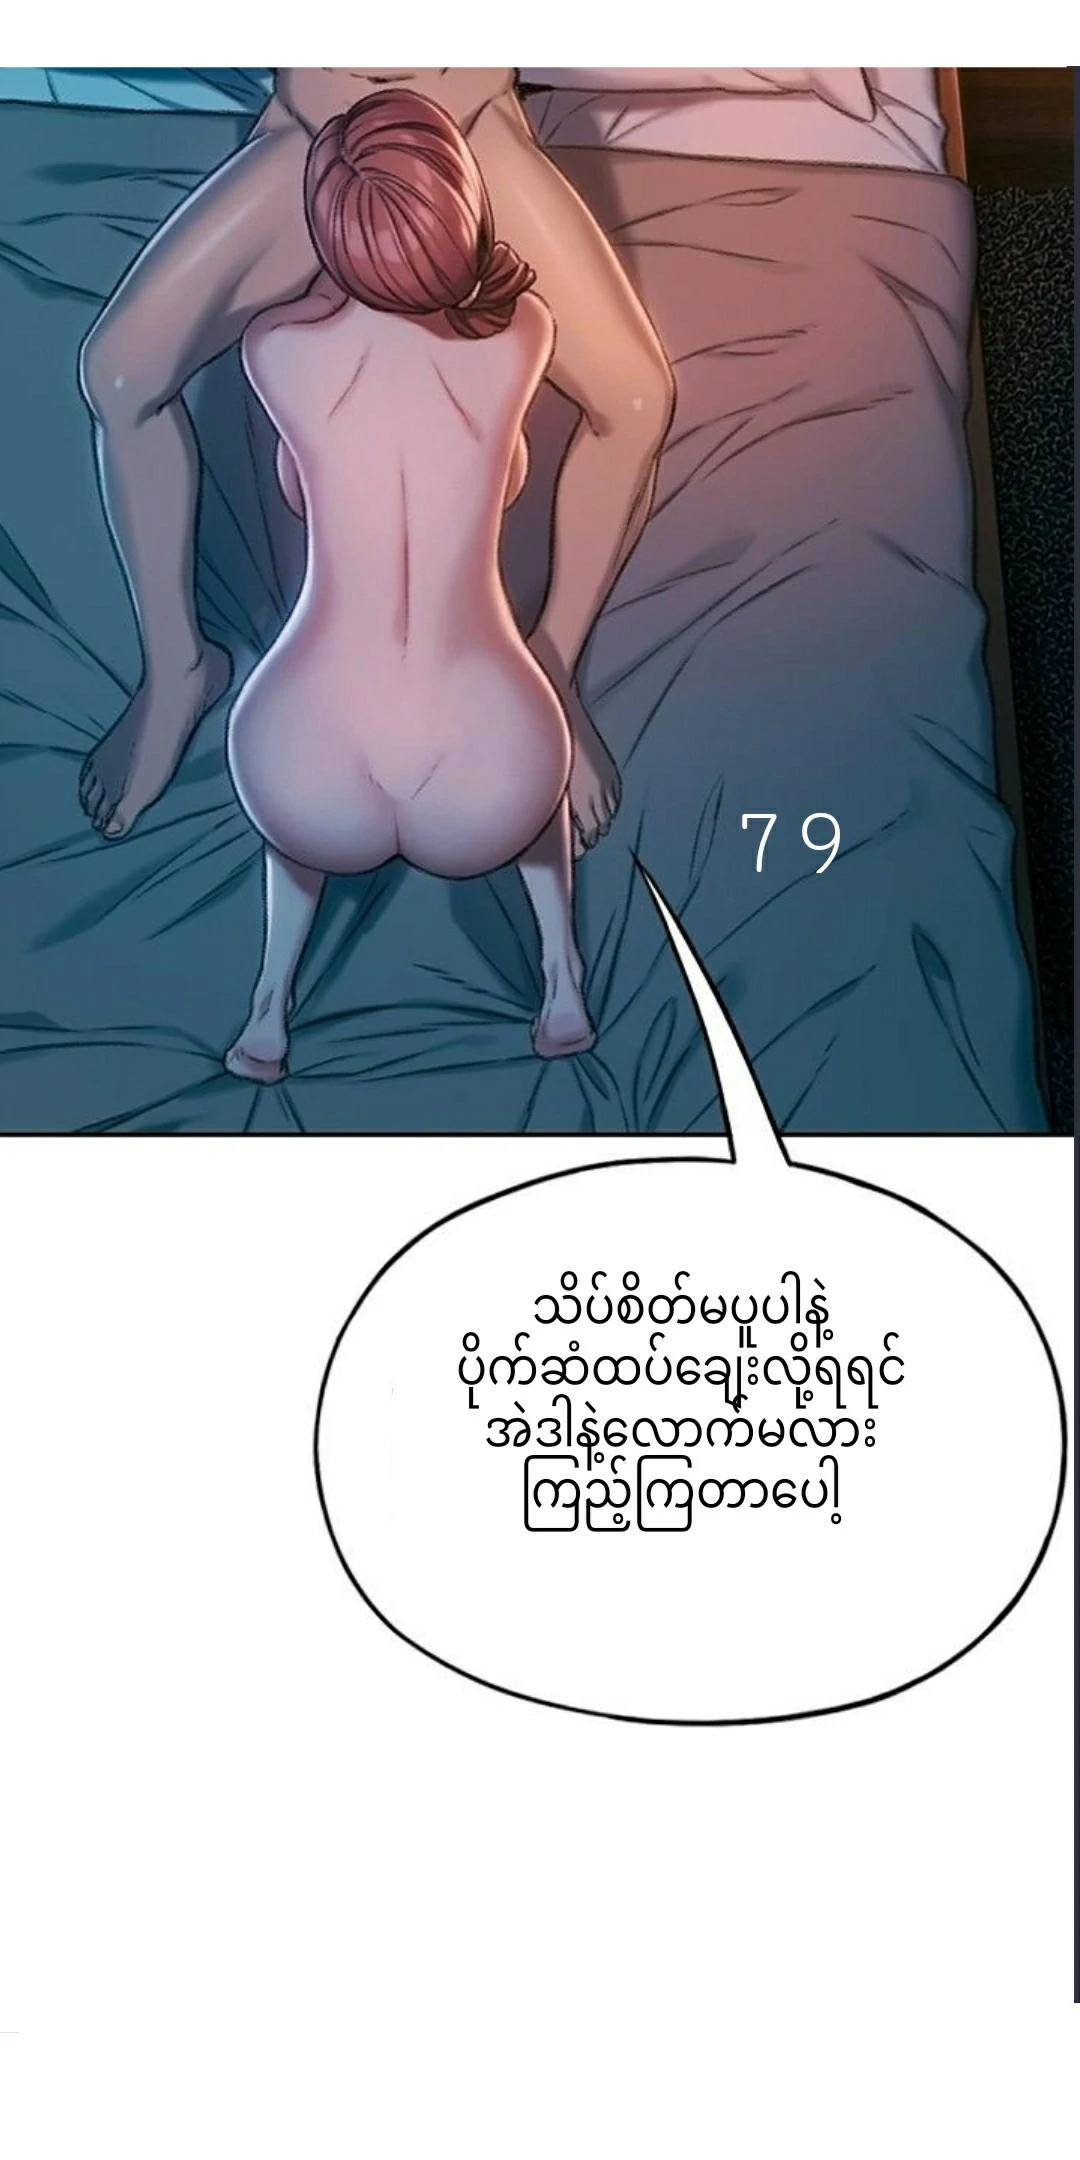 79
သိပ်စိတ်မပူပါနဲ့
ပိုက်ဆံထပ်ချေးလို့ရရင်
အဲဒါနဲ့လောက်မလား
ကြည့်ကြတာပေါ့